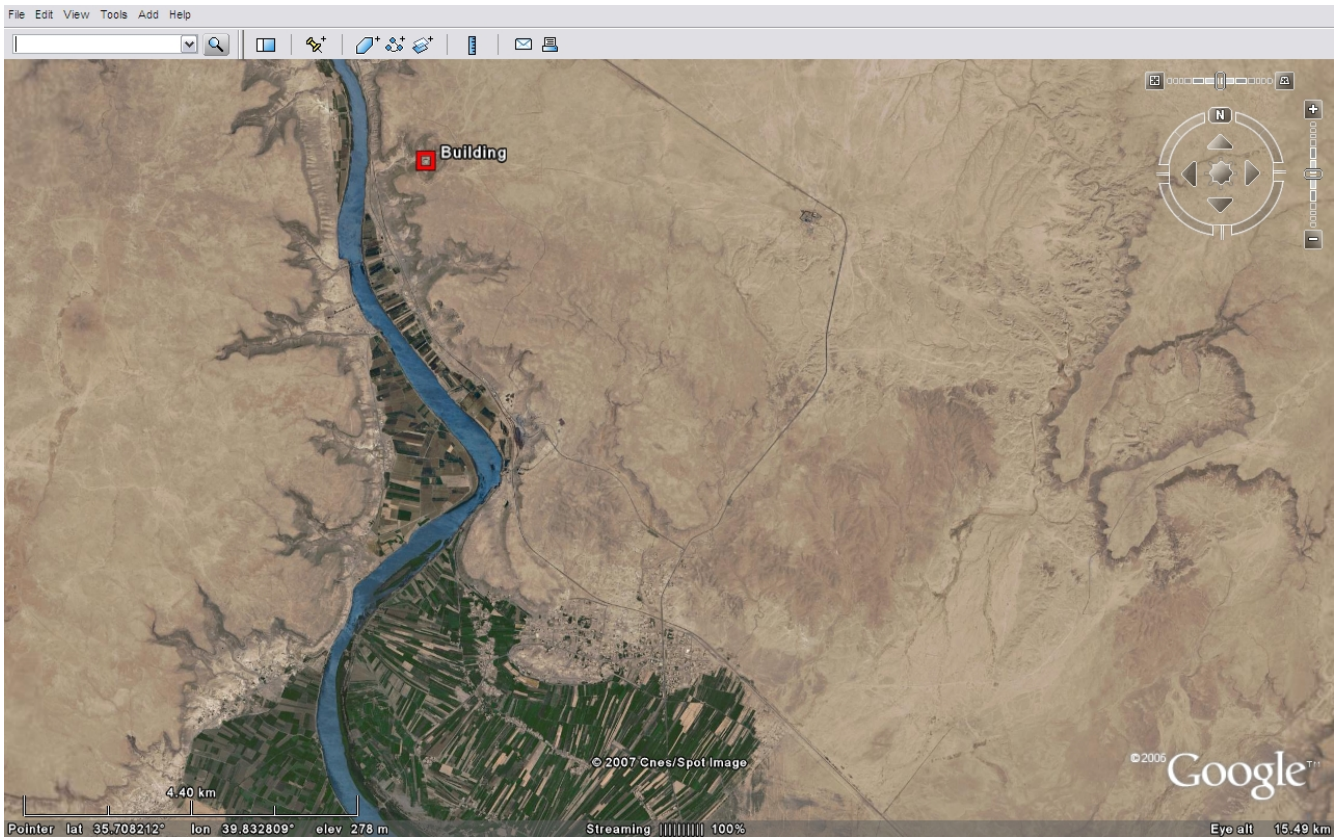 File Edit View Tools Add Help
N
Building
© 2007 Cnes/Spot Image
©2006 Google™
4.40 km
Pointer lat 35.708212° lon 39.832809° elev 278 m Streaming |||||||||| 100% Eye alt 15.49 km